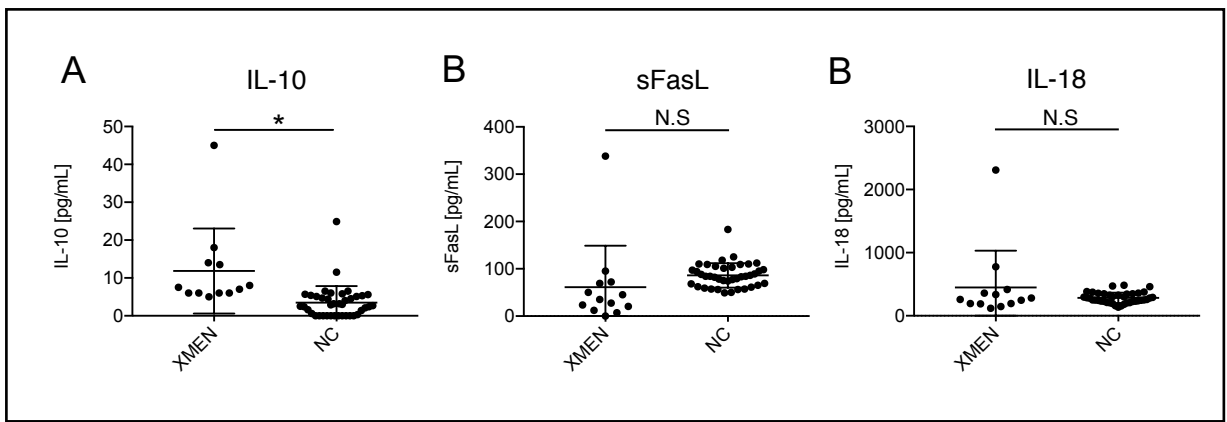 A
IL-10
*
IL-10 [pg/mL]
50
40
30
20
10
0
XMEN
NC
B
sFasL
N.S
sFasL [pg/mL]
400
300
200
100
0
XMEN
NC
B
IL-18
N.S
IL-18 [pg/mL]
3000
2000
1000
0
XMEN
NC